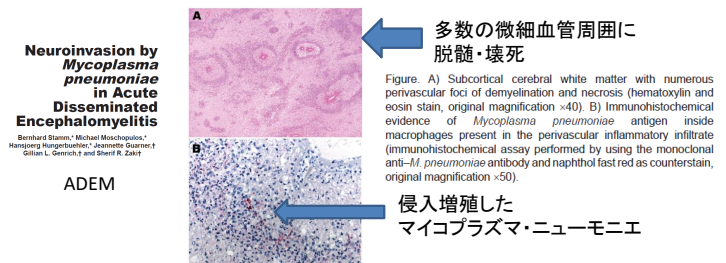 Neuroinvasion by
Mycoplasma
pneumoniae
in Acute
Disseminated
Encephalomyelitis
Bernhard Stamm,* Michael Moschopulos,*
Hansjoerg Hungerbuehler,* Jeannette Guarner,†
Gillian L. Genrich,† and Sherif R. Zaki†
ADEM
A
B
多数の微細血管周囲に
脱髄・壊死
Figure. A) Subcortical cerebral white matter with numerous
perivascular foci of demyelination and necrosis (hematoxylin and
eosin stain, original magnification ×40). B) Immunohistochemical
evidence of Mycoplasma pneumoniae antigen inside
macrophages present in the perivascular inflammatory infiltrate
(immunohistochemical assay performed by using the monoclonal
anti–M. pneumoniae antibody and naphthol fast red as counterstain,
original magnification ×50).
侵入増殖した
マイコプラズマ・ニューモニエ